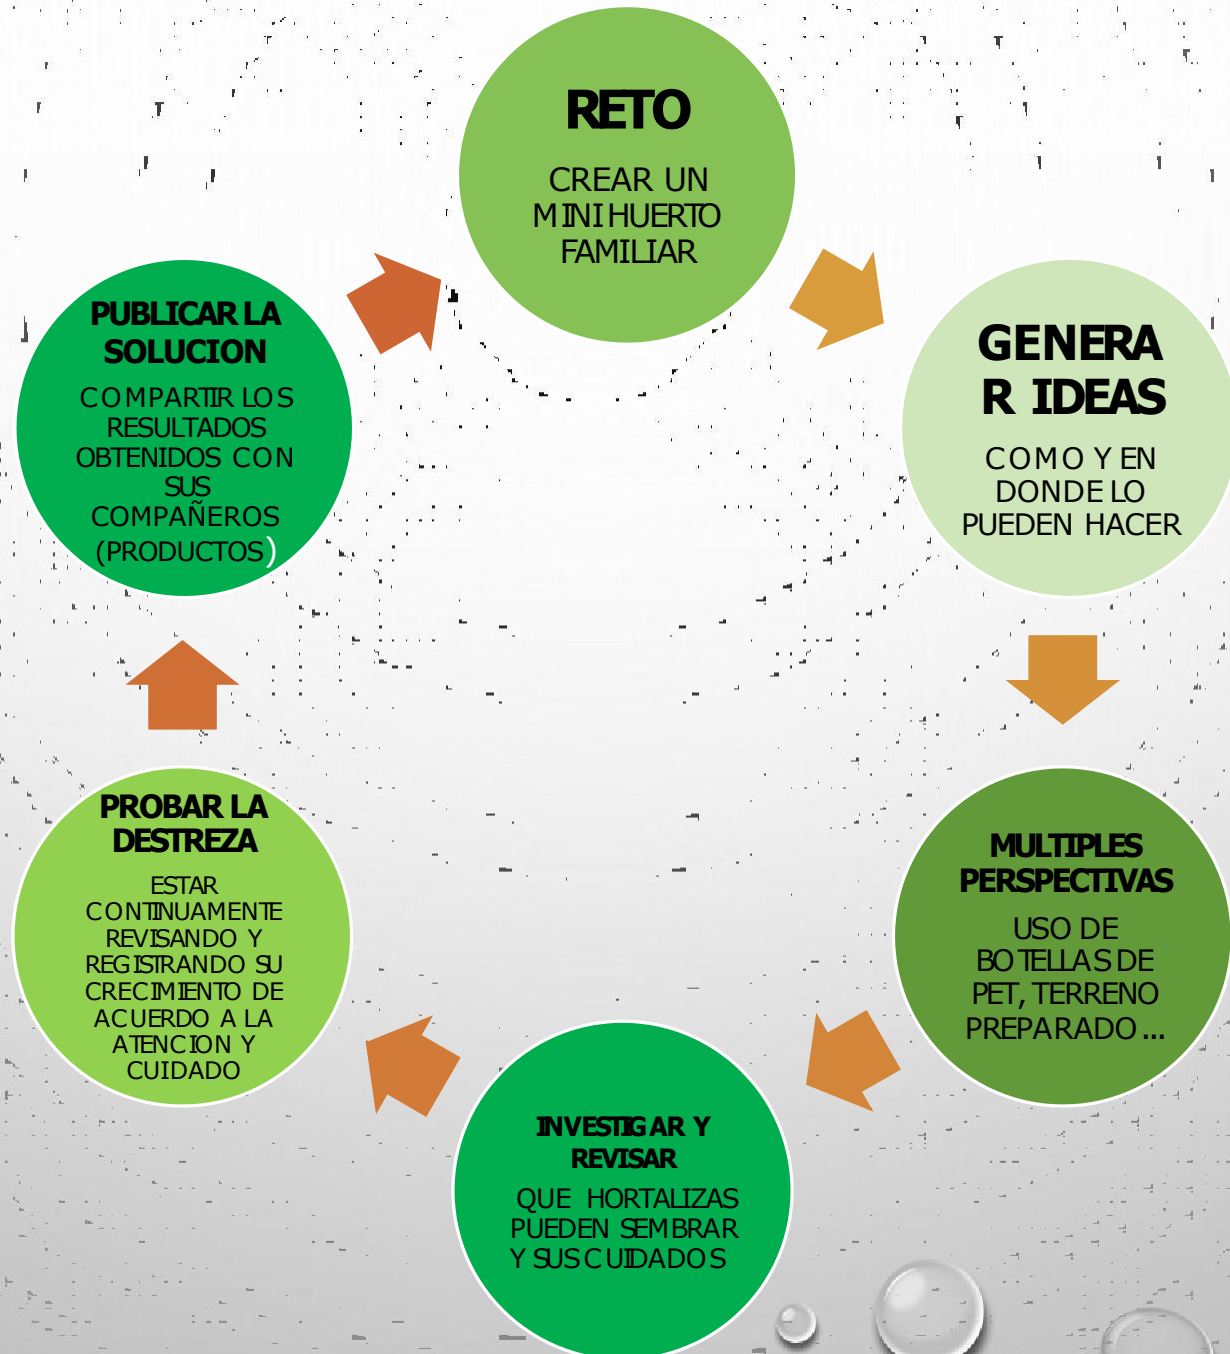 RETO
CREAR UN
MINI HUERTO
FAMILIAR
GENERA
R IDEAS
COMO Y EN
DONDE LO
PUEDEN HACER
MULTIPLES
PERSPECTIVAS
USO DE
BOTELLAS DE
PET, TERRENO
PREPARADO...
INVESTIGAR Y
REVISAR
QUE HORTALIZAS
PUEDEN SEMBRAR
Y SUS CUIDADOS
PROBAR LA
DESTREZA
ESTAR
CONTINUAMENTE
REVISANDO Y
REGISTRANDO SU
CRECIMIENTO DE
ACUERDO A LA
ATENCION Y
CUIDADO
PUBLICAR LA
SOLUCION
COMPARTIR LOS
RESULTADOS
OBTENIDOS CON
SUS
COMPAÑEROS
(PRODUCTOS)